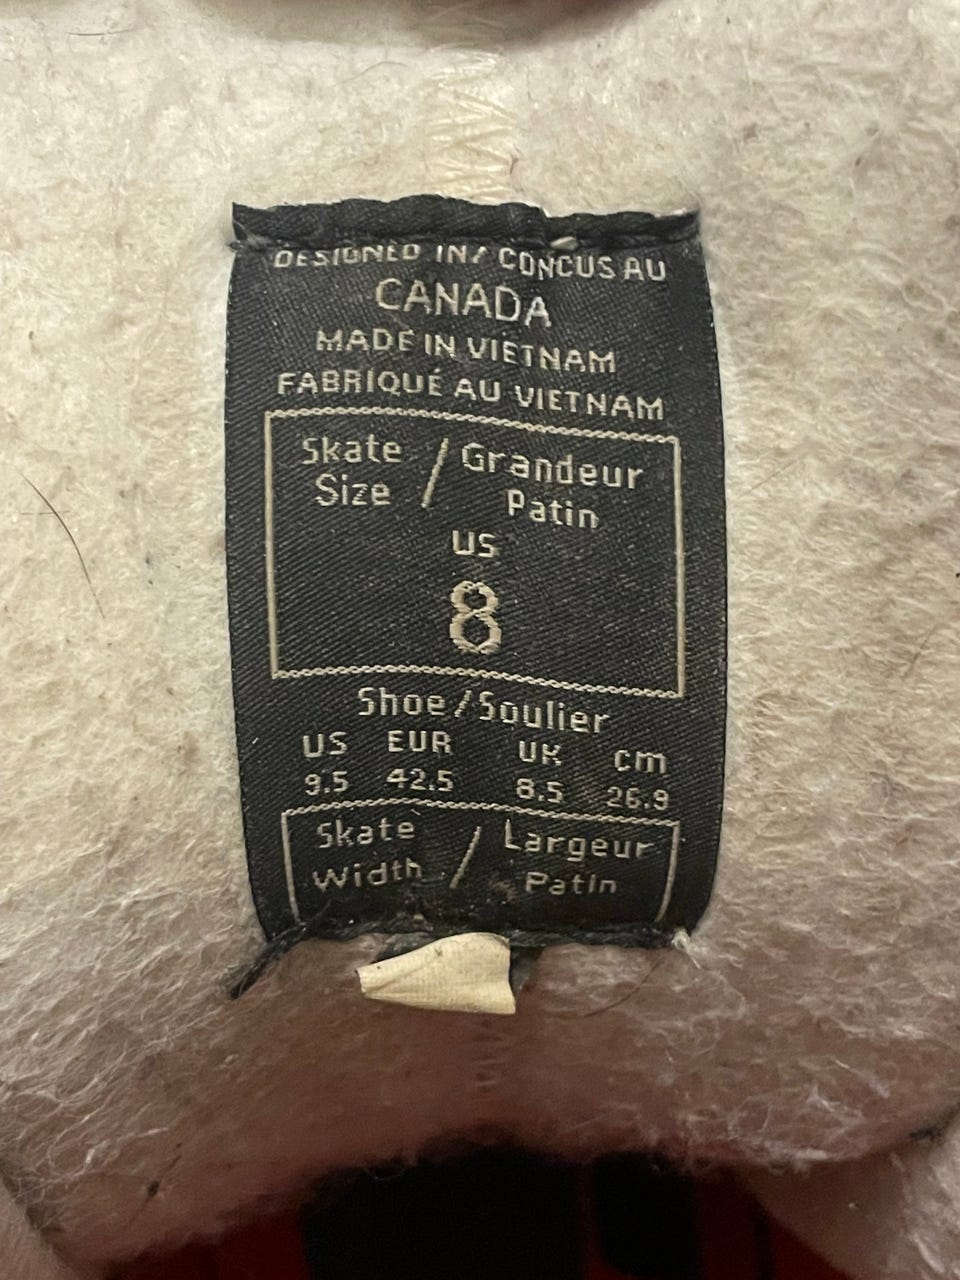 DESIGNED IN / CONCUS AU
CANADA
MADE IN VIETNAM
FABRIQUÉ AU VIETNAM
Skate Size / Grandeur Patin
US
8
Shoe/Soulier
US EUR UK cm
9.5 42.5 8.5 26.9
Skate Width / Largeur Patin